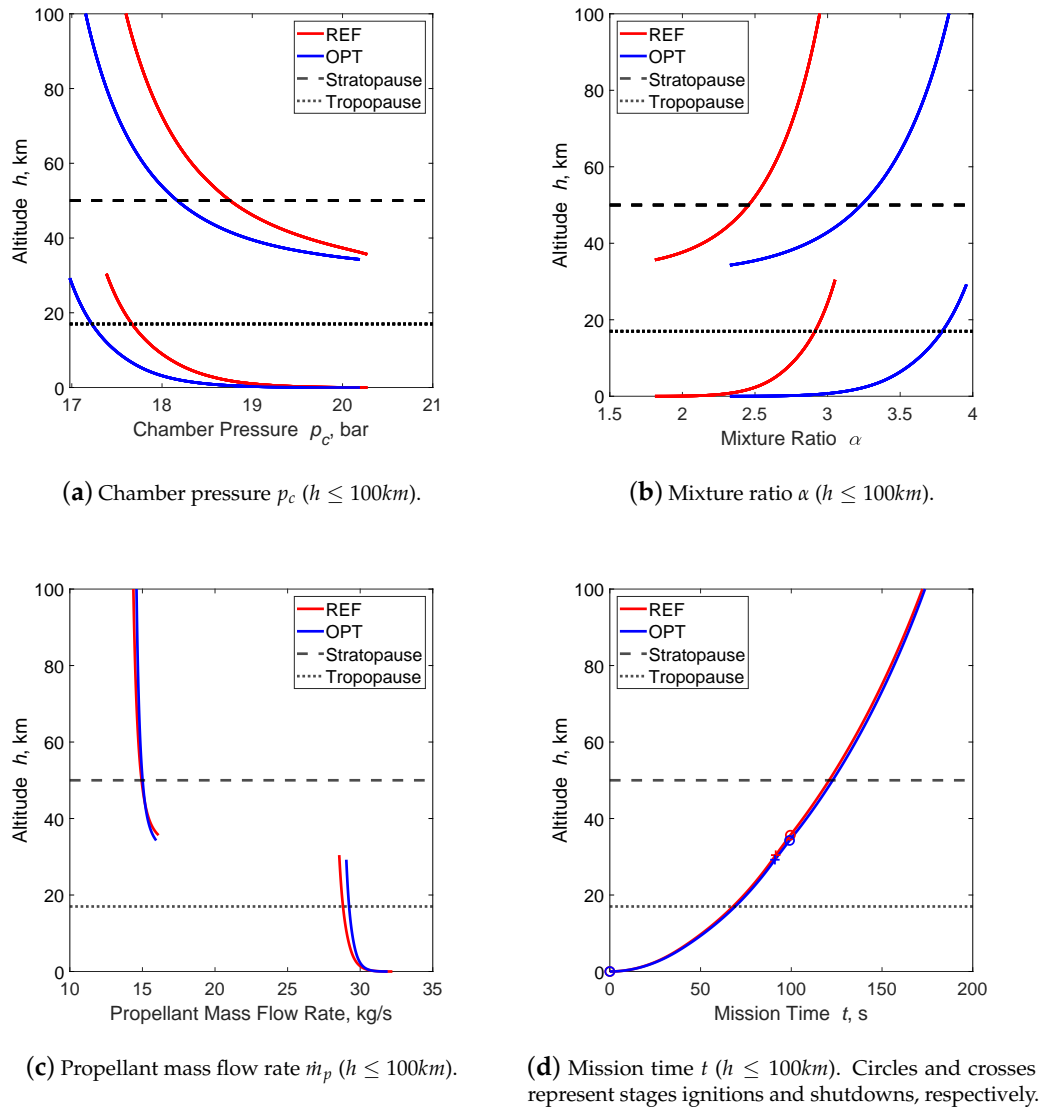 REF
OPT
Stratopause
Tropopause
100
80
60
40
20
0
17 18 19 20 21
Altitude h, km
Chamber Pressure p_c, bar
(a) Chamber pressure p_c (h ≤ 100km).
REF
OPT
Stratopause
Tropopause
100
80
60
40
20
0
1.5 2 2.5 3 3.5 4
Altitude h, km
Mixture Ratio α
(b) Mixture ratio α (h ≤ 100km).
REF
OPT
Stratopause
Tropopause
100
80
60
40
20
0
10 15 20 25 30 35
Altitude h, km
Propellant Mass Flow Rate, kg/s
(c) Propellant mass flow rate ṁ_p (h ≤ 100km).
REF
OPT
Stratopause
Tropopause
100
80
60
40
20
0
0 50 100 150 200
Altitude h, km
Mission Time t, s
(d) Mission time t (h ≤ 100km). Circles and crosses
represent stages ignitions and shutdowns, respectively.